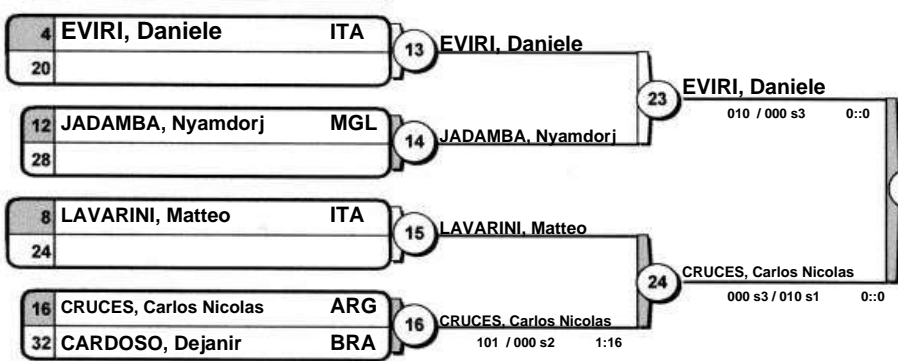 4 EVIRI, Daniele ITA
20
13 EVIRI, Daniele
12 JADAMBA, Nyamdorj MGL
28
14 JADAMBA, Nyamdorj
23 EVIRI, Daniele
010 / 000 s3 0::0
8 LAVARINI, Matteo ITA
24
15 LAVARINI, Matteo
16 CRUCES, Carlos Nicolas ARG
32 CARDOSO, Dejanir BRA
16 CRUCES, Carlos Nicolas
101 / 000 s2 1:16
24 CRUCES, Carlos Nicolas
000 s3 / 010 s1 0::0